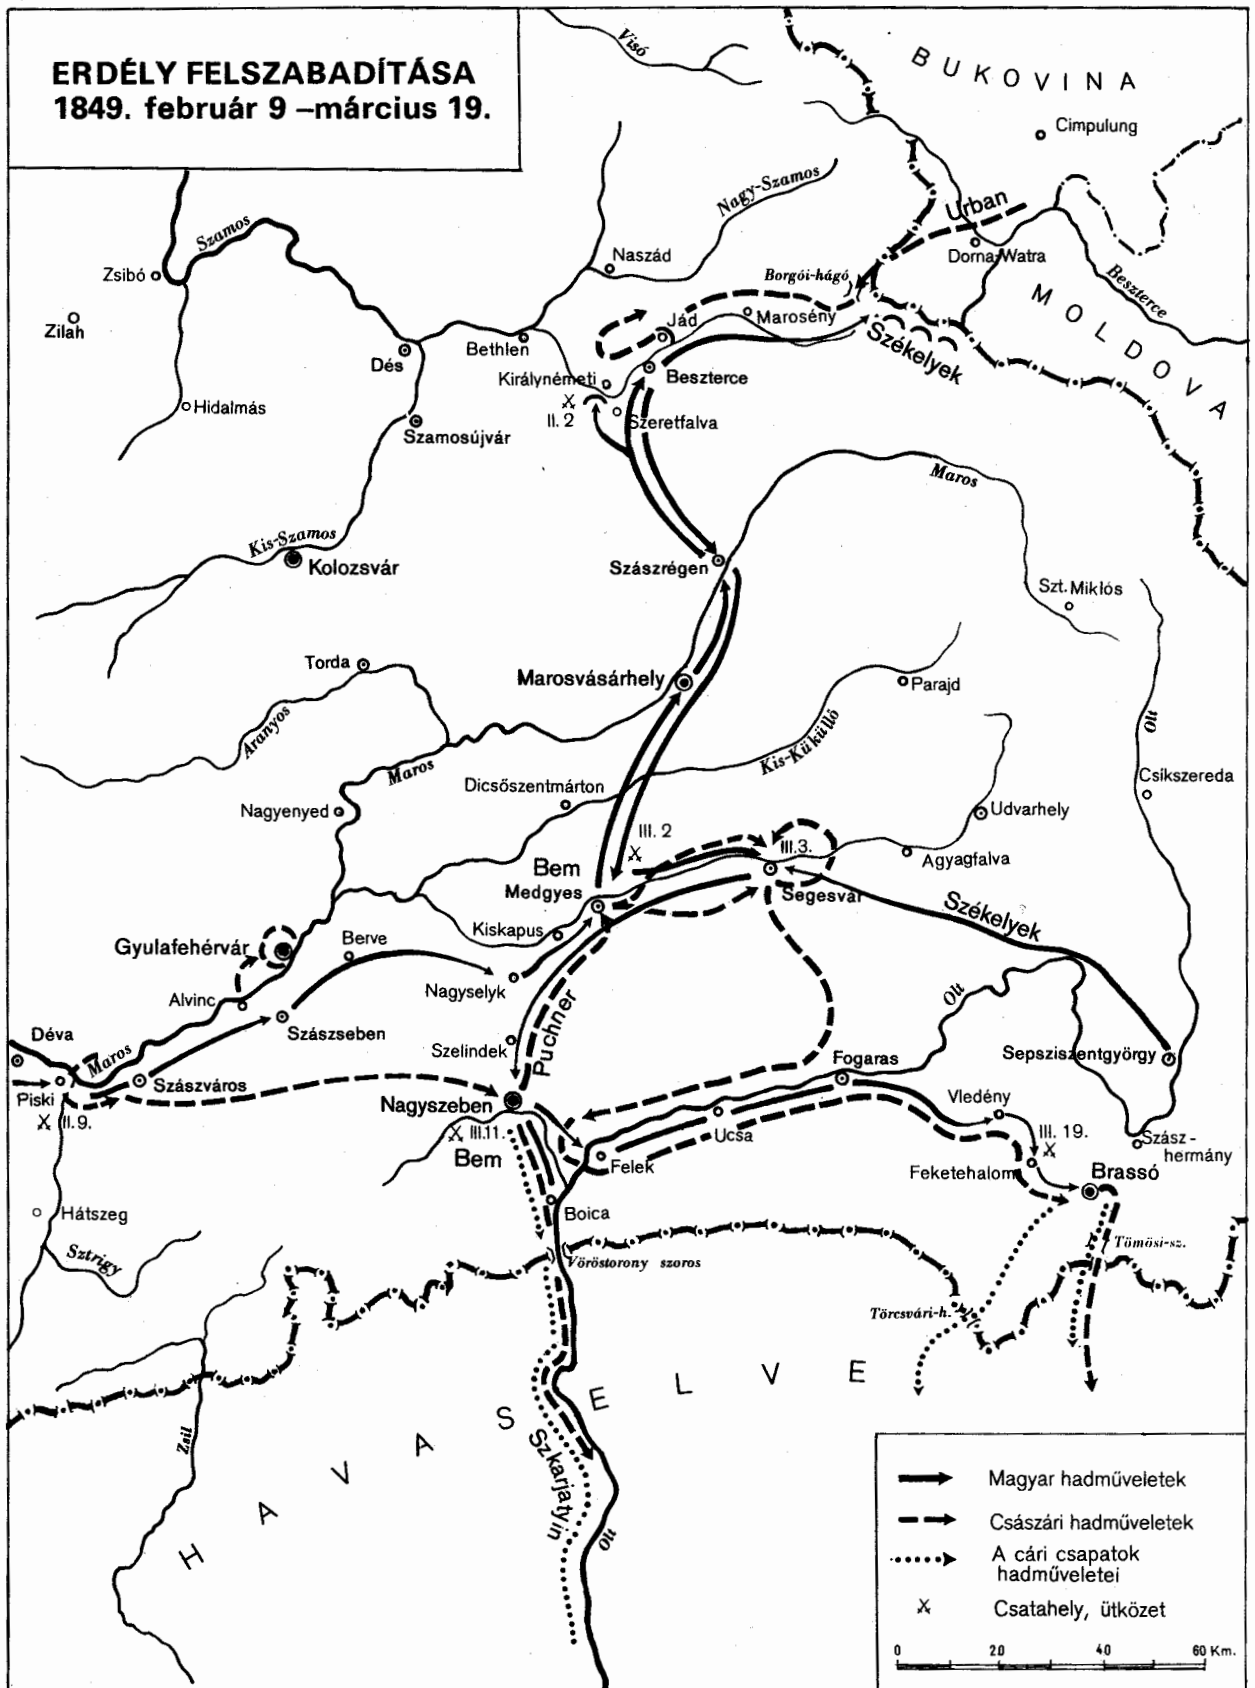 ERDÉLY FELSZABADÍTÁSA
1849. február 9 –március 19.
Visó
BUKOVINA
Cimpulung
Nagy-Szamos
Urban
Szamos
Naszád
Dorna-Watra
Zsibó
Borgói-hágó
Beszterce
MOLDOVA
Zilah
Jád
Marosény
Bethlen
Székelyek
Dés
Királynémeti
Beszterce
Hidalmás
II. 2
Szeretfalva
Szamosújvár
Maros
Kis-Szamos
Kolozsvár
Szászrégen
Szt. Miklós
Torda
Marosvásárhely
Parajd
Aranyos
Olt
Kis-Küküllő
Maros
Csíkszereda
Dicsőszentmárton
Nagyenyed
Udvarhely
III. 2
III.3.
Agyagfalva
Bem
Medgyes
Segesvár
Székelyek
Kiskapus
Berve
Gyulafehérvár
Nagyselyk
Olt
Alvinc
Puchner
Szászseben
Déva
Szelindek
Maros
Fogaras
Sepsziszentgyörgy
Szászváros
Piski
Nagyszeben
Vledény
II.9.
III.11.
Ucsa
III. 19.
Szász-
hermány
Bem
Felek
Feketehalom
Brassó
Hátszeg
Boica
Sztrigy
Tömösi-sz.
Vöröstorony szoros
Törcsvári-h.
HAVASELVE
Zsil
Szkarjatyin
Olt
Magyar hadműveletek
Császári hadműveletek
A cári csapatok
hadműveletei
Csatahely, ütközet
0 20 40 60 Km.